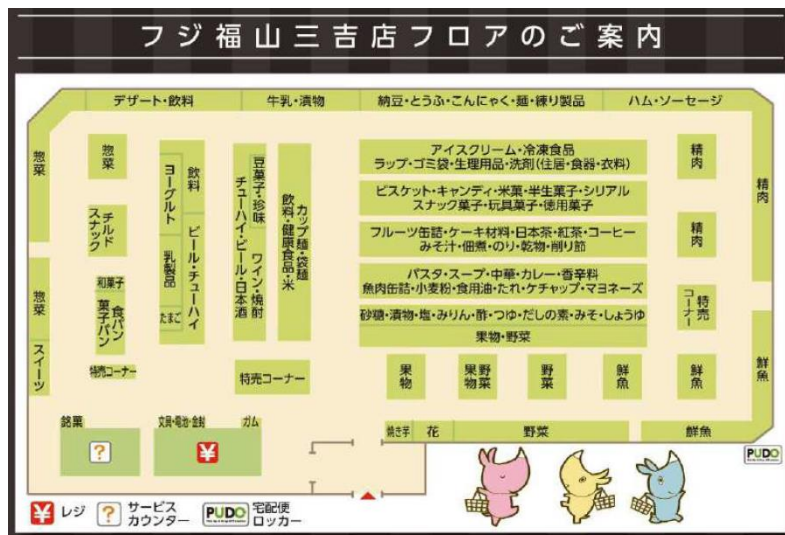 フジ福山三吉店フロアのご案内
デザート・飲料
牛乳・漬物
納豆・とうふ・こんにゃく・麺・練り製品
ハム・ソーセージ
惣菜
惣菜
スイーツ
惣菜
チルド
スナック
和菓子
食パン
菓子パン
特売コーナー
ヨーグルト
乳製品
たまご
飲料
ビール・チューハイ
豆菓子・珍味
ワイン・焼酎
チューハイ・ビール・日本酒
カップ麺・袋麺
飲料・健康食品・米
特売コーナー
アイスクリーム・冷凍食品
ラップ・ゴミ袋・生理用品・洗剤(住居・食器・衣料)
ビスケット・キャンディ・米菓・半生菓子・シリアル
スナック菓子・玩具菓子・徳用菓子
フルーツ缶詰・ケーキ材料・日本茶・紅茶・コーヒー
みそ汁・佃煮・のり・乾物・削り節
パスタ・スープ・中華・カレー・香辛料
魚肉缶詰・小麦粉・食用油・たれ・ケチャップ・マヨネーズ
砂糖・漬物・塩・みりん・酢・つゆ・だしの素・みそ・しょうゆ
果物・野菜
精肉
精肉
特売
コーナー
精肉
鮮魚
果物
野菜
果物
野菜
鮮魚
鮮魚
銘菓
文具・電池・金封
ガム
焼き芋
花
野菜
鮮魚
?
¥
PUDO
¥ レジ
? サービス
カウンター
PUDO 宅配便
ロッカー